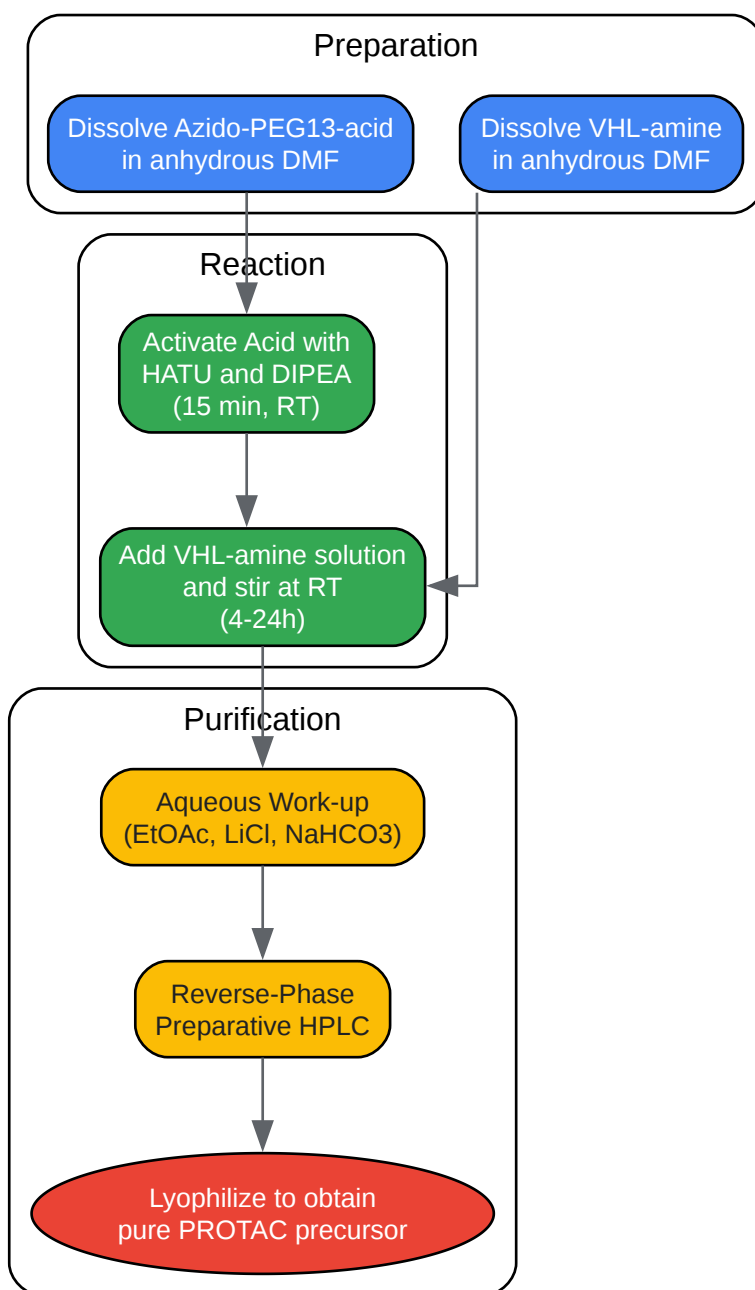 Preparation
Dissolve Azido-PEG13-acid
in anhydrous DMF
Dissolve VHL-amine
in anhydrous DMF
Reaction
Activate Acid with
HATU and DIPEA
(15 min, RT)
Add VHL-amine solution
and stir at RT
(4-24h)
Purification
Aqueous Work-up
(EtOAc, LiCl, NaHCO3)
Reverse-Phase
Preparative HPLC
Lyophilize to obtain
pure PROTAC precursor